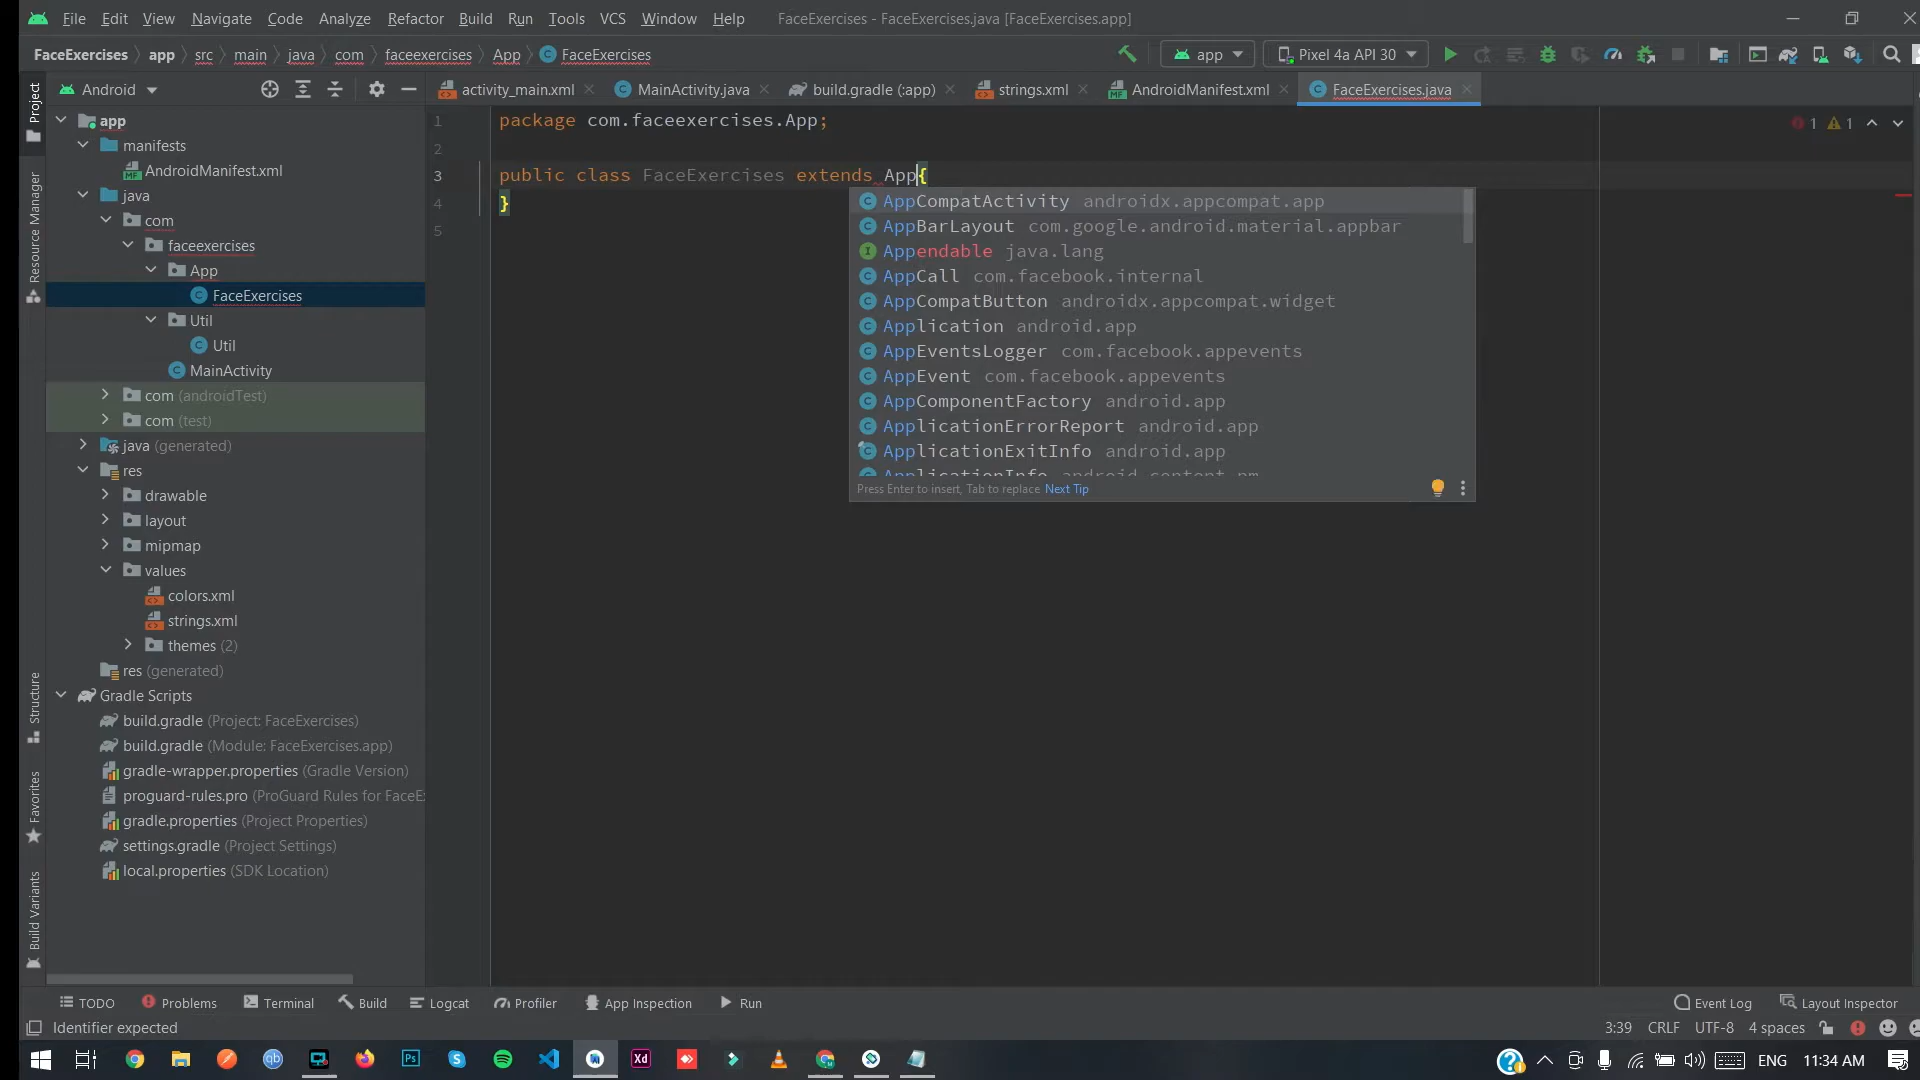 File Edit View Navigate Code Analyze Refactor Build Run Tools VCS Window Help FaceExercises - FaceExercises.java [FaceExercises.app]
FaceExercises app src main java com faceexercises App FaceExercises app Pixel 4a API 30
Android activity_main.xml MainActivity.java build.gradle (:app) strings.xml AndroidManifest.xml FaceExercises.java
Project
Resource Manager
Structure
Favorites
Build Variants
app
manifests
AndroidManifest.xml
java
com
faceexercises
App
FaceExercises
Util
Util
MainActivity
com (androidTest)
com (test)
java (generated)
res
drawable
layout
mipmap
values
colors.xml
strings.xml
themes (2)
res (generated)
Gradle Scripts
build.gradle (Project: FaceExercises)
build.gradle (Module: FaceExercises.app)
gradle-wrapper.properties (Gradle Version)
proguard-rules.pro (ProGuard Rules for FaceE
gradle.properties (Project Properties)
settings.gradle (Project Settings)
local.properties (SDK Location)
1 package com.faceexercises.App;
2
3 public class FaceExercises extends App{
4 }
5
1 1
AppCompatActivity androidx.appcompat.app
AppBarLayout com.google.android.material.appbar
Appendable java.lang
AppCall com.facebook.internal
AppCompatButton androidx.appcompat.widget
Application android.app
AppEventsLogger com.facebook.appevents
AppEvent com.facebook.appevents
AppComponentFactory android.app
ApplicationErrorReport android.app
ApplicationExitInfo android.app
ApplicationInfo android.content.pm
Press Enter to insert, Tab to replace Next Tip
TODO Problems Terminal Build Logcat Profiler App Inspection Run Event Log Layout Inspector
Identifier expected 3:39 CRLF UTF-8 4 spaces
qb Ps Xd ENG 11:34 AM